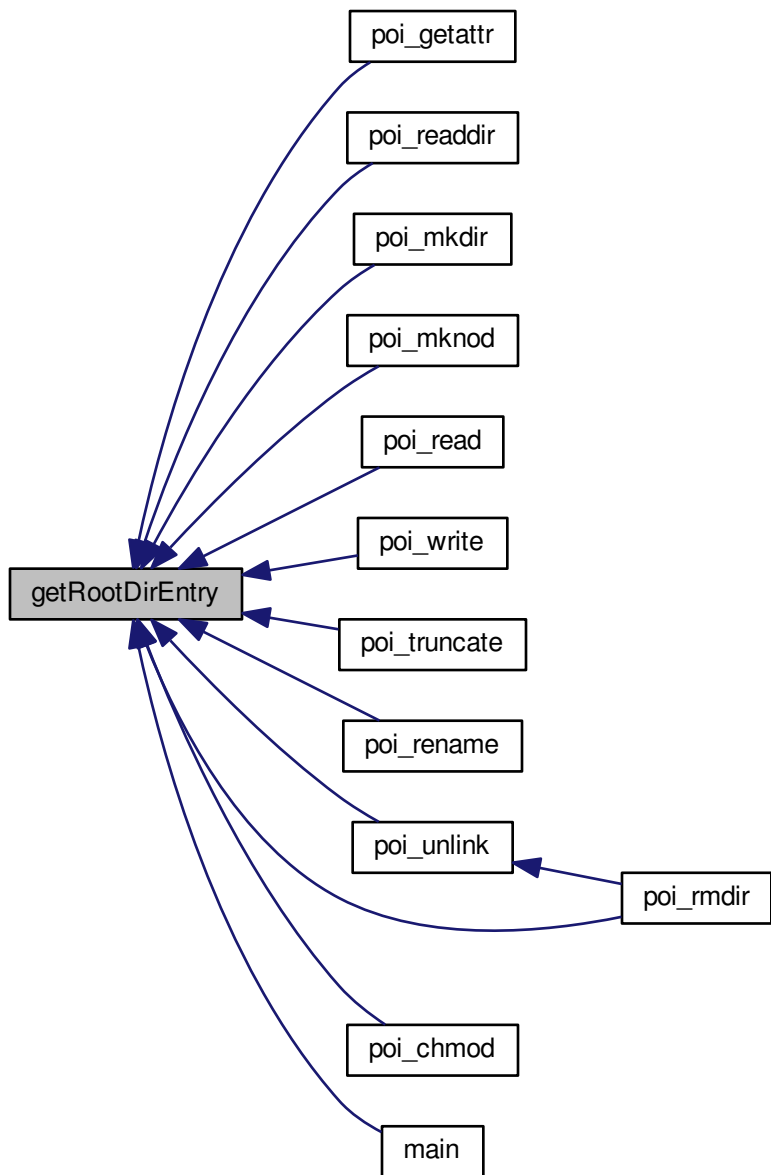 poi_getattr
poi_readdir
poi_mkdir
poi_mknod
poi_read
poi_write
getRootDirEntry
poi_truncate
poi_rename
poi_unlink
poi_rmdir
poi_chmod
main